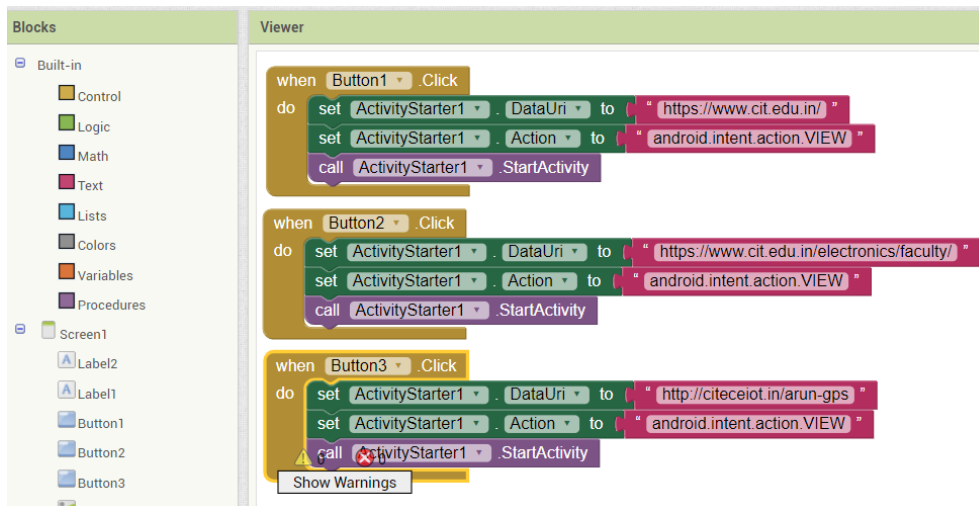 Blocks
Viewer
Built-in
Control
Logic
Math
Text
Lists
Colors
Variables
Procedures
Screen1
Label2
Label1
Button1
Button2
Button3
when Button1 .Click
do set ActivityStarter1 . DataUri to “ https://www.cit.edu.in/ ”
set ActivityStarter1 . Action to “ android.intent.action.VIEW ”
call ActivityStarter1 .StartActivity
when Button2 .Click
do set ActivityStarter1 . DataUri to “ https://www.cit.edu.in/electronics/faculty/ ”
set ActivityStarter1 . Action to “ android.intent.action.VIEW ”
call ActivityStarter1 .StartActivity
when Button3 .Click
do set ActivityStarter1 . DataUri to “ http://citeceiot.in/arun-gps ”
set ActivityStarter1 . Action to “ android.intent.action.VIEW ”
call ActivityStarter1 .StartActivity
0 0
Show Warnings